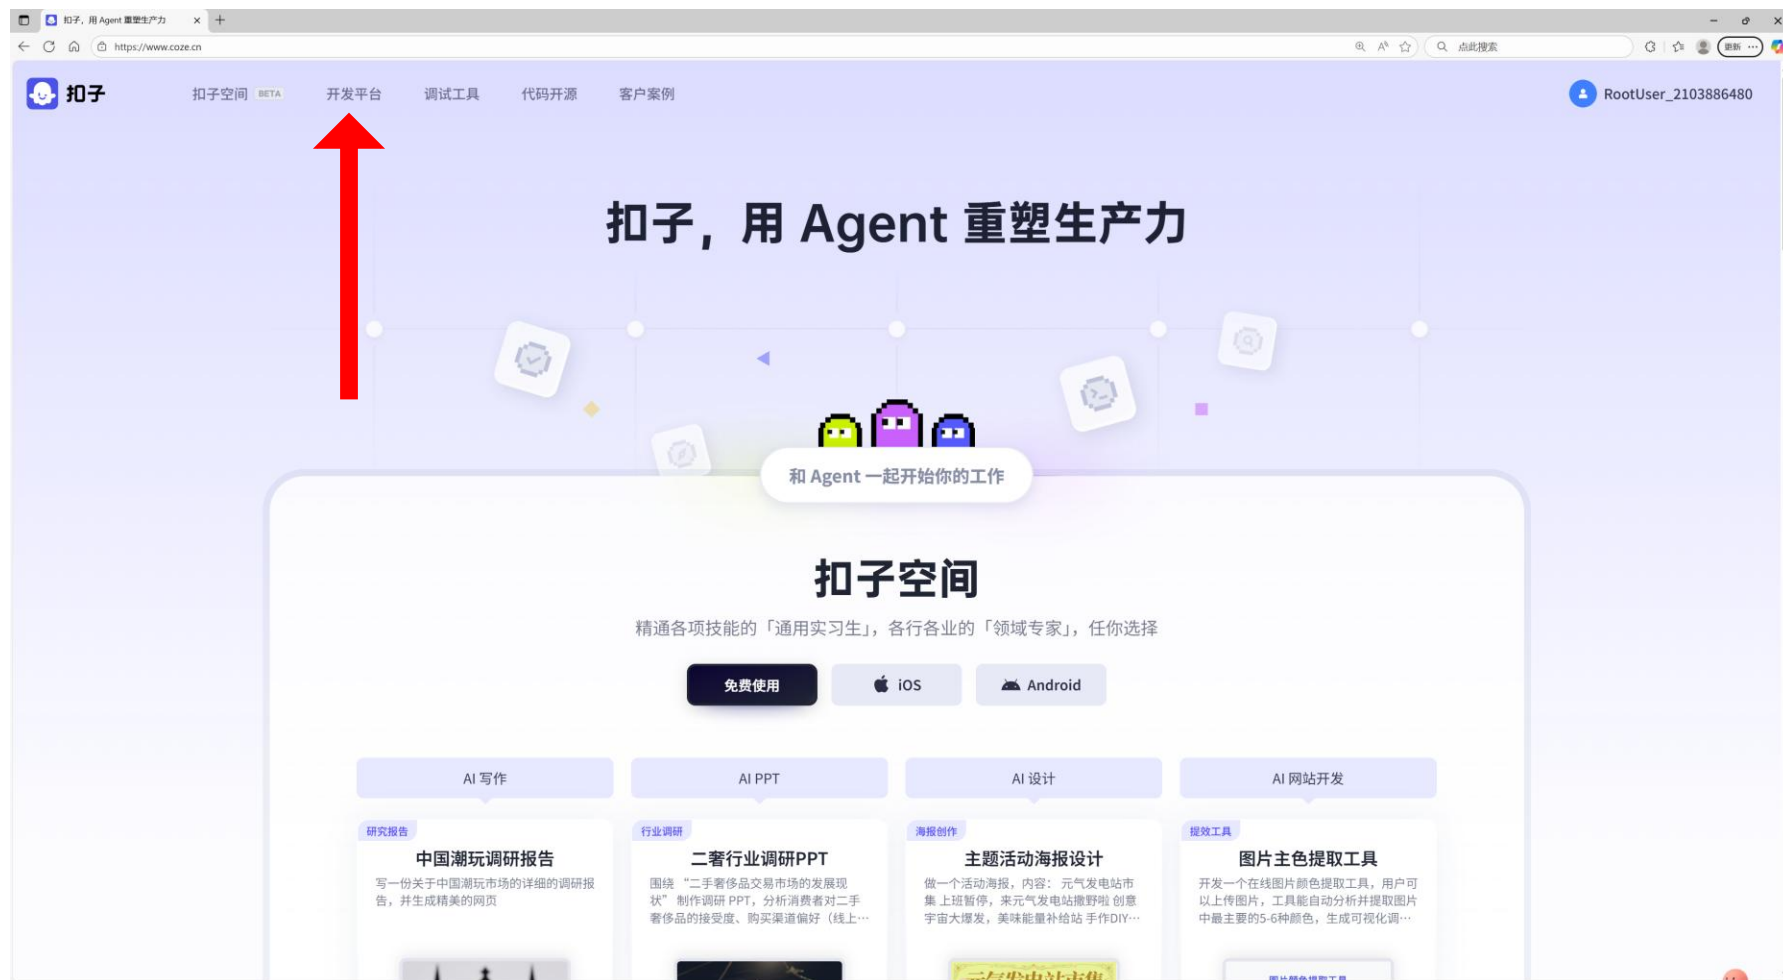 扣子，用 Agent 重塑生产力
https://www.coze.cn
点此搜索
更新
扣子
扣子空间 BETA
开发平台
调试工具
代码开源
客户案例
RootUser_2103886480
扣子，用 Agent 重塑生产力
和 Agent 一起开始你的工作
扣子空间
精通各项技能的「通用实习生」，各行各业的「领域专家」，任你选择
免费使用
iOS
Android
AI 写作
AI PPT
AI 设计
AI 网站开发
研究报告
中国潮玩调研报告
写一份关于中国潮玩市场的详细的调研报
告，并生成精美的网页
行业调研
二奢行业调研PPT
围绕 “二手奢侈品交易市场的发展现
状” 制作调研 PPT，分析消费者对二手
奢侈品的接受度、购买渠道偏好（线上…
海报创作
主题活动海报设计
做一个活动海报，内容： 元气发电站市
集 上班暂停，来元气发电站撒野啦 创意
宇宙大爆发，美味能量补给站 手作DIY…
提效工具
图片主色提取工具
开发一个在线图片颜色提取工具，用户可
以上传图片，工具能自动分析并提取图片
中最主要的5-6种颜色，生成可视化调…
元气发电站市集
图片颜色提取工具